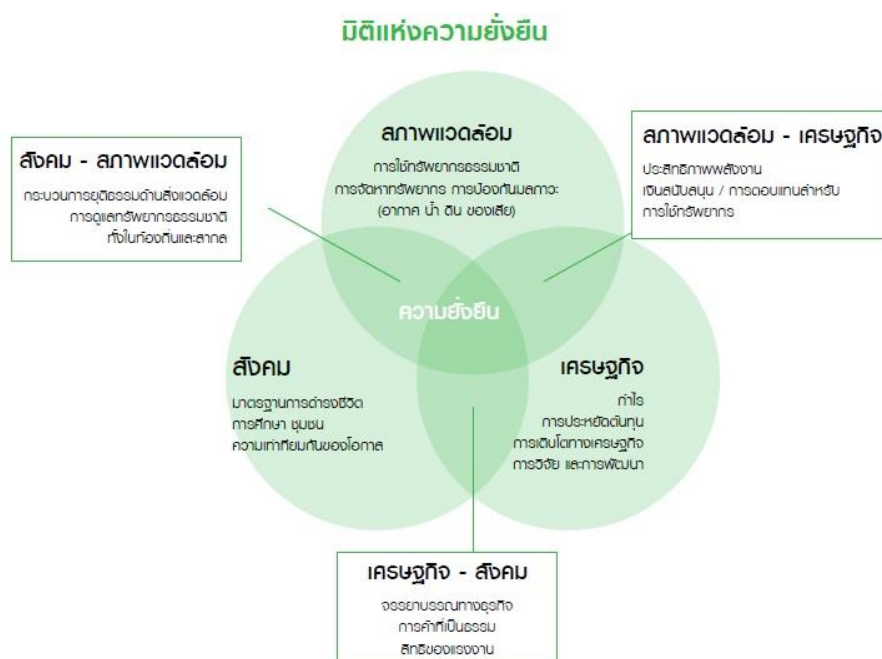 มิติแห่งความยั่งยืน
สภาพแวดล้อม
การใช้ทรัพยากรธรรมชาติ
การจัดหาทรัพยากร การป้องกันมลภาวะ
(อากาศ น้ำ ดิน ของเสีย)
สังคม - สภาพแวดล้อม
กระบวนการยุติธรรมด้านสิ่งแวดล้อม
การดูแลทรัพยากรธรรมชาติ
ทั้งในท้องถิ่นและสากล
สภาพแวดล้อม - เศรษฐกิจ
ประสิทธิภาพพลังงาน
เงินสนับสนุน / การตอบแทนสำหรับ
การใช้ทรัพยากร
ความยั่งยืน
สังคม
มาตรฐานการดำรงชีวิต
การศึกษา ชุมชน
ความเท่าเทียมกันของโอกาส
เศรษฐกิจ
กำไร
การประหยัดต้นทุน
การเติบโตทางเศรษฐกิจ
การวิจัย และการพัฒนา
เศรษฐกิจ - สังคม
จรรยาบรรณทางธุรกิจ
การค้าที่เป็นธรรม
สิทธิของแรงงาน